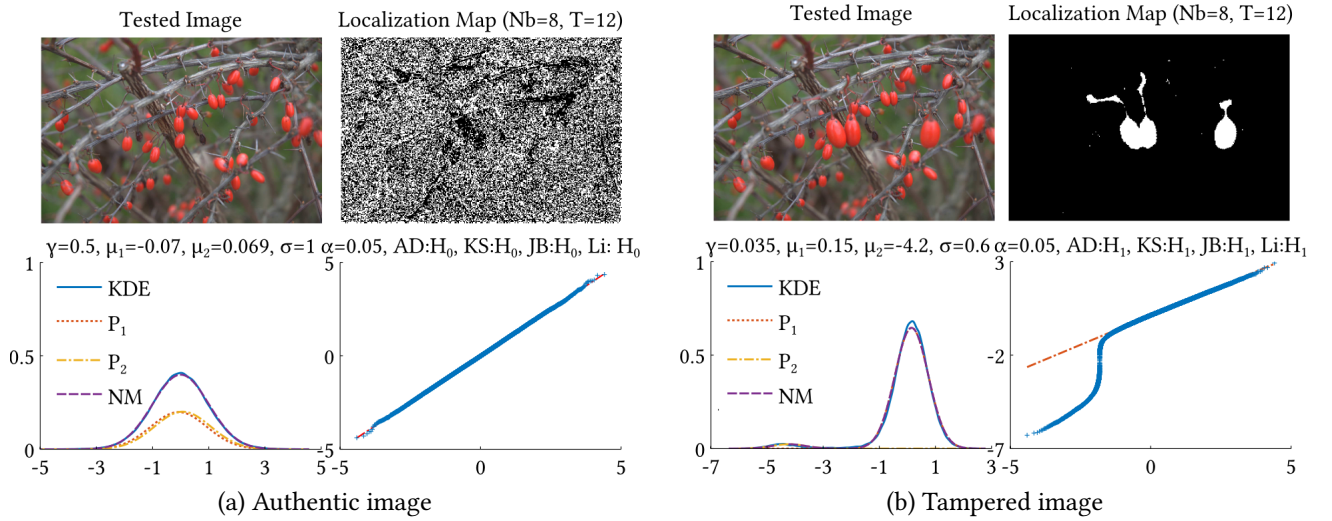 Tested Image
Localization Map (Nb=8, T=12)
γ=0.5, μ₁=-0.07, μ₂=0.069, σ=1
α=0.05, AD:H₀, KS:H₀, JB:H₀, Li: H₀
KDE
P₁
P₂
NM
1
0.5
0
-5
-3
-1
1
3
5
5
0
-5
0
5
(a) Authentic image
Tested Image
Localization Map (Nb=8, T=12)
γ=0.035, μ₁=0.15, μ₂=-4.2, σ=0.6
α=0.05, AD:H₁, KS:H₁, JB:H₁, Li:H₁
KDE
P₁
P₂
NM
1
0.5
0
-7
-5
-3
-1
1
3
3
-2
-7
0
5
(b) Tampered image